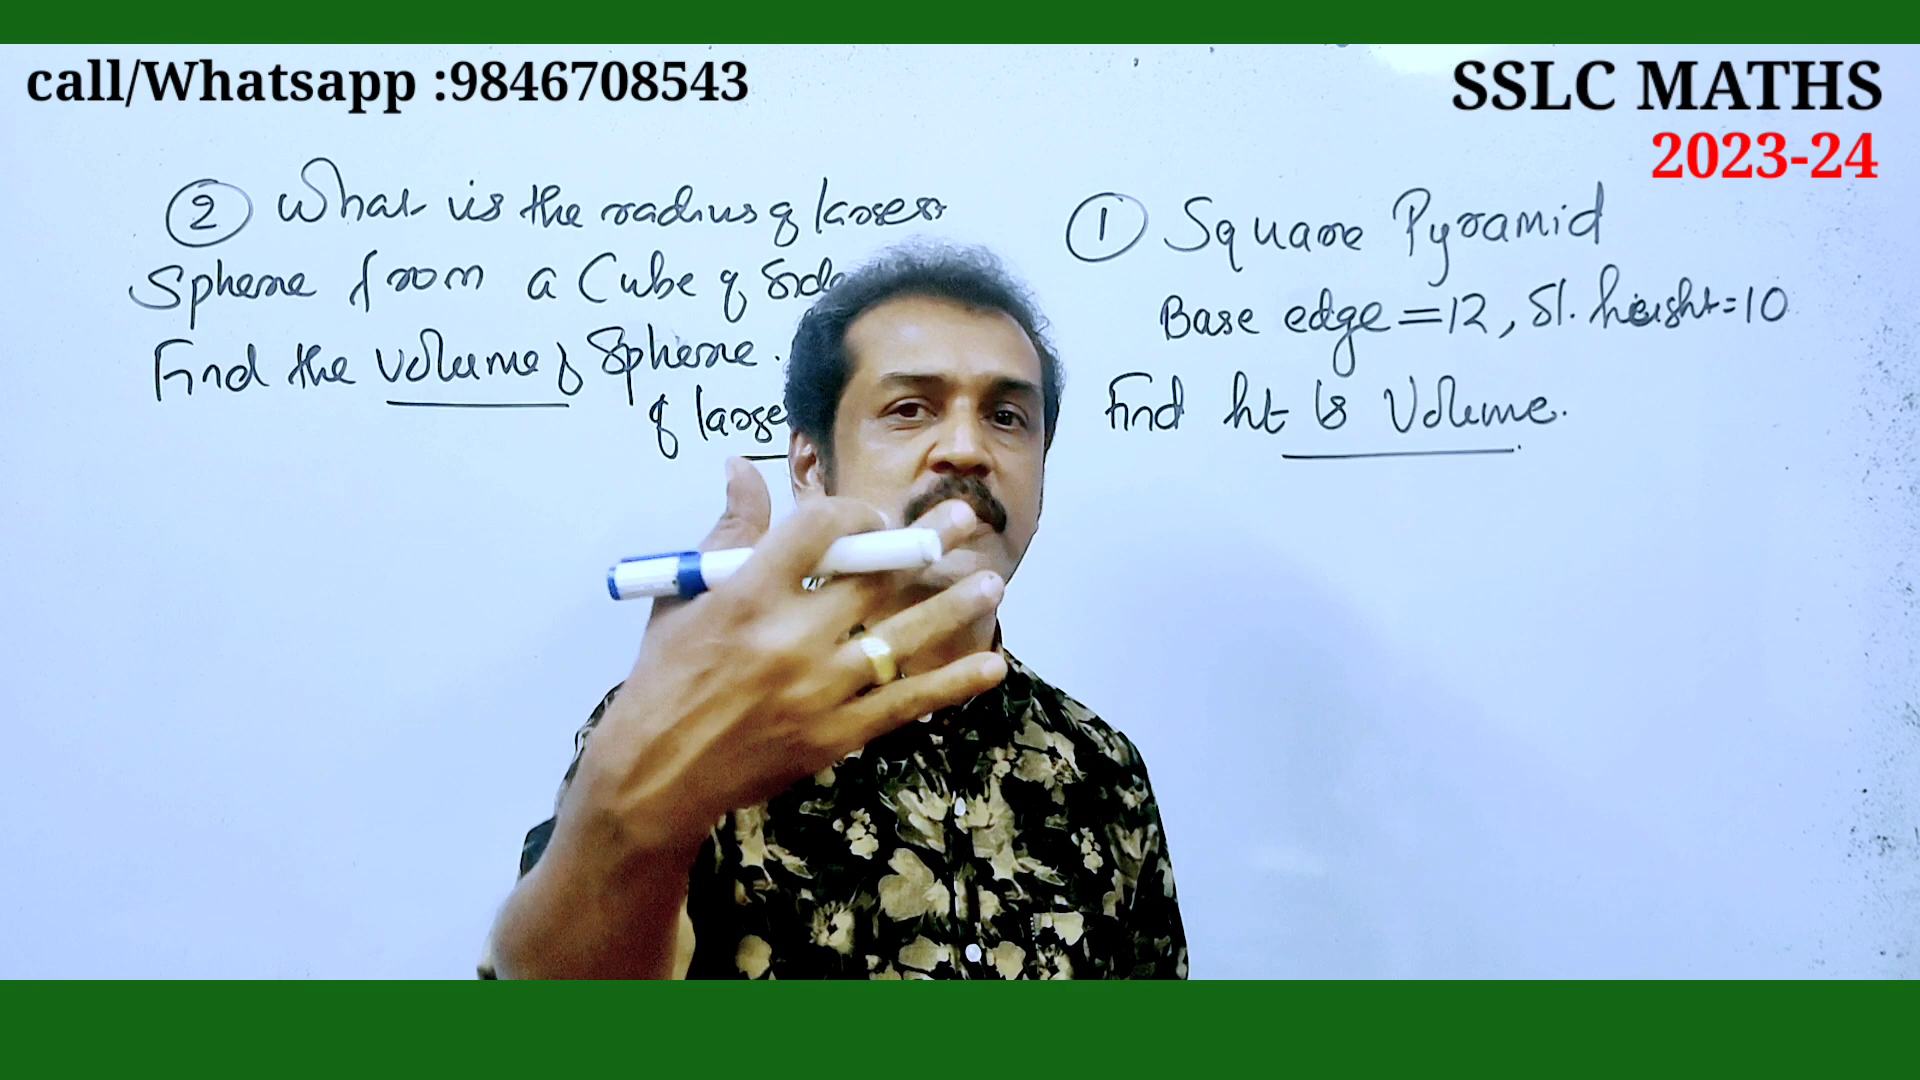 call/Whatsapp :9846708543
SSLC MATHS
2023-24
② What is the radius of largest
Sphere from a Cube of side
Find the volume of Sphere.
of large
① Square Pyramid
Base edge = 12, Sl. height = 10
Find ht & Volume.